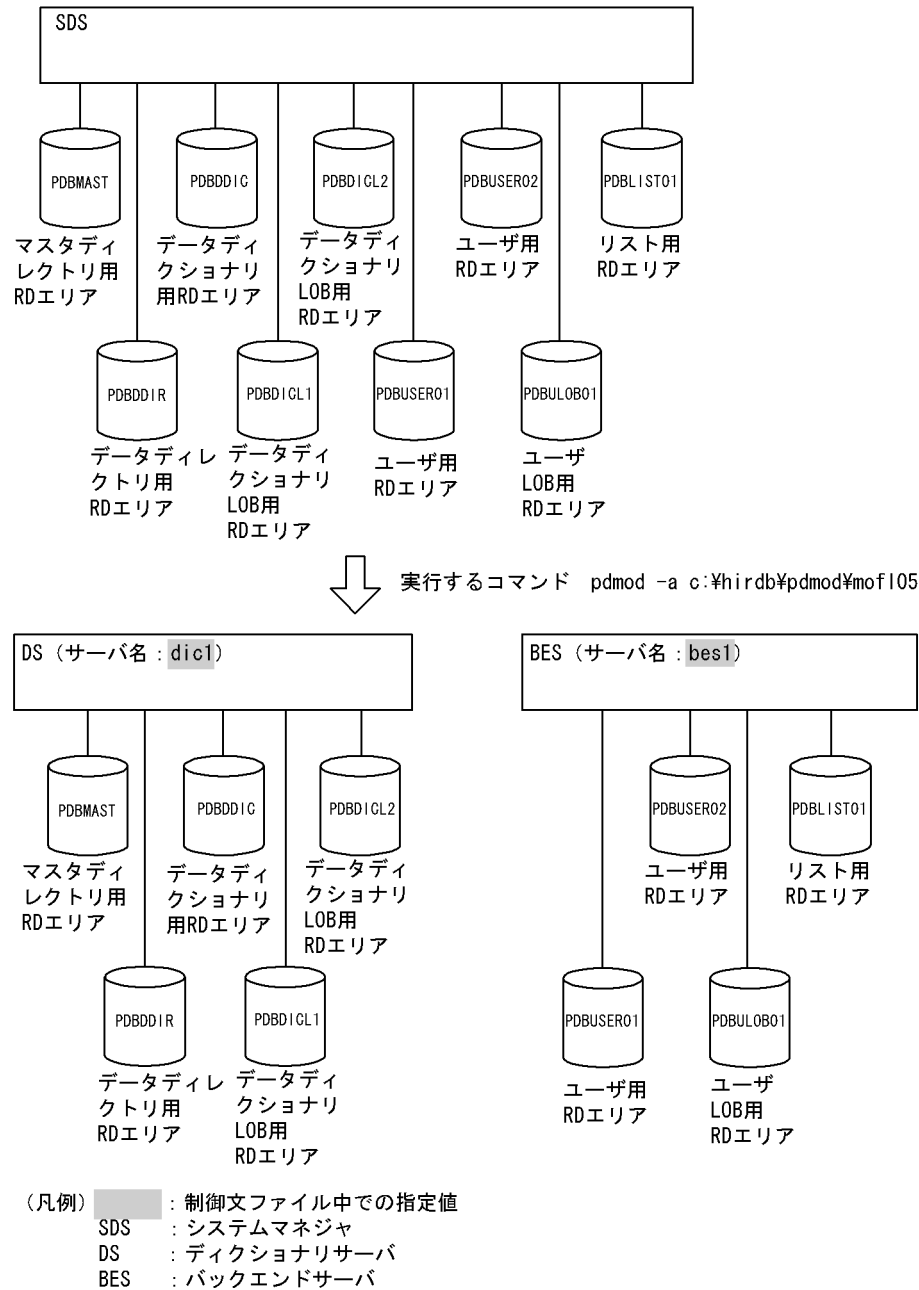 SDS
PDBMAST
PDBDDIC
PDBDICL2
PDBUSER02
PDBLIST01
マスタディ
レクトリ用
RDエリア
データディ
クショナリ
用RDエリア
データディ
クショナリ
LOB用
RDエリア
ユーザ用
RDエリア
リスト用
RDエリア
PDBDDIR
PDBDICL1
PDBUSER01
PDBULOB01
データディレ
クトリ用
RDエリア
データディ
クショナリ
LOB用
RDエリア
ユーザ用
RDエリア
ユーザ
LOB用
RDエリア
実行するコマンド pdmod -a c:¥hirdb¥pdmod¥mofl05
DS（サーバ名：dic1）
BES（サーバ名：bes1）
PDBMAST
PDBDDIC
PDBDICL2
PDBUSER02
PDBLIST01
マスタディ
レクトリ用
RDエリア
データディ
クショナリ
用RDエリア
データディ
クショナリ
LOB用
RDエリア
ユーザ用
RDエリア
リスト用
RDエリア
PDBDDIR
PDBDICL1
PDBUSER01
PDBULOB01
データディレ
クトリ用
RDエリア
データディ
クショナリ
LOB用
RDエリア
ユーザ用
RDエリア
ユーザ
LOB用
RDエリア
（凡例） ：制御文ファイル中での指定値
SDS ：システムマネジャ
DS ：ディクショナリサーバ
BES ：バックエンドサーバ